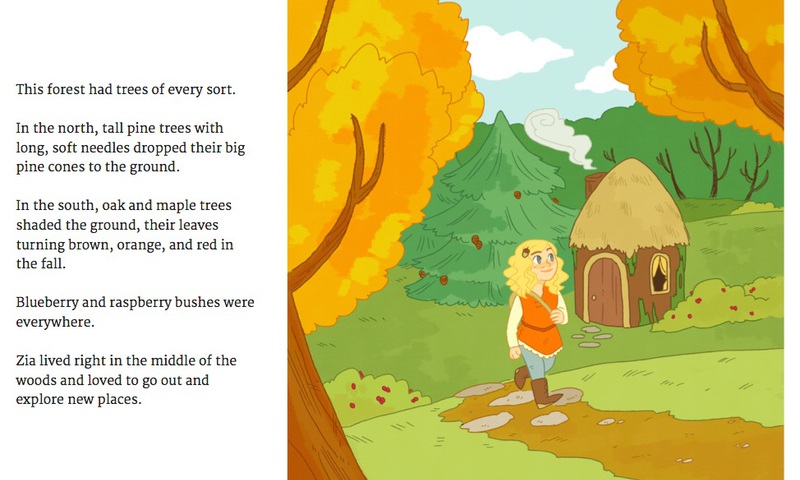 This forest had trees of every sort.
In the north, tall pine trees with
long, soft needles dropped their big
pine cones to the ground.
In the south, oak and maple trees
shaded the ground, their leaves
turning brown, orange, and red in
the fall.
Blueberry and raspberry bushes were
everywhere.
Zia lived right in the middle of the
woods and loved to go out and
explore new places.